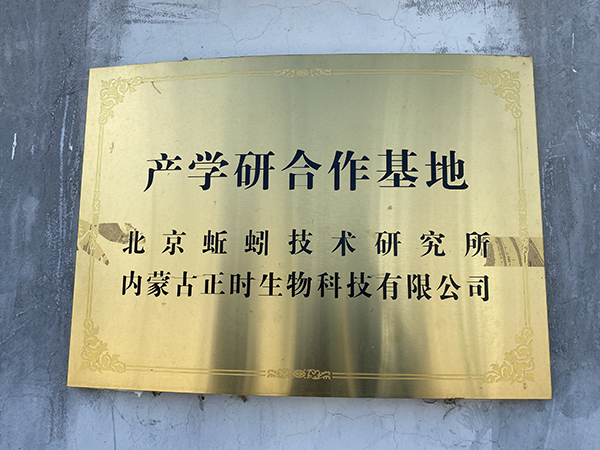 产学研合作基地
北京蚯蚓技术研究所
内蒙古正时生物科技有限公司